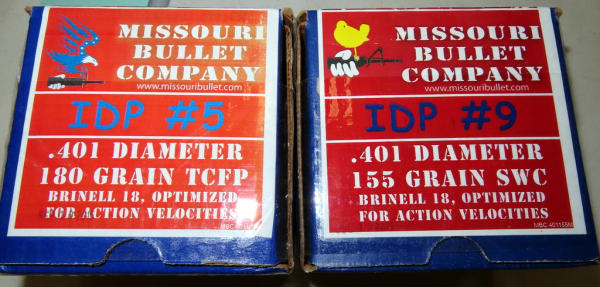 MISSOURI
BULLET
COMPANY
www.missouribullet.com
IDP #5
.401 DIAMETER
180 GRAIN TCFP
BRINELL 18, OPTIMIZED
FOR ACTION VELOCITIES
MISSOURI
BULLET
COMPANY
www.missouribullet.com
IDP #9
.401 DIAMETER
155 GRAIN SWC
BRINELL 18, OPTIMIZED
FOR ACTION VELOCITIES
MBC 401155M